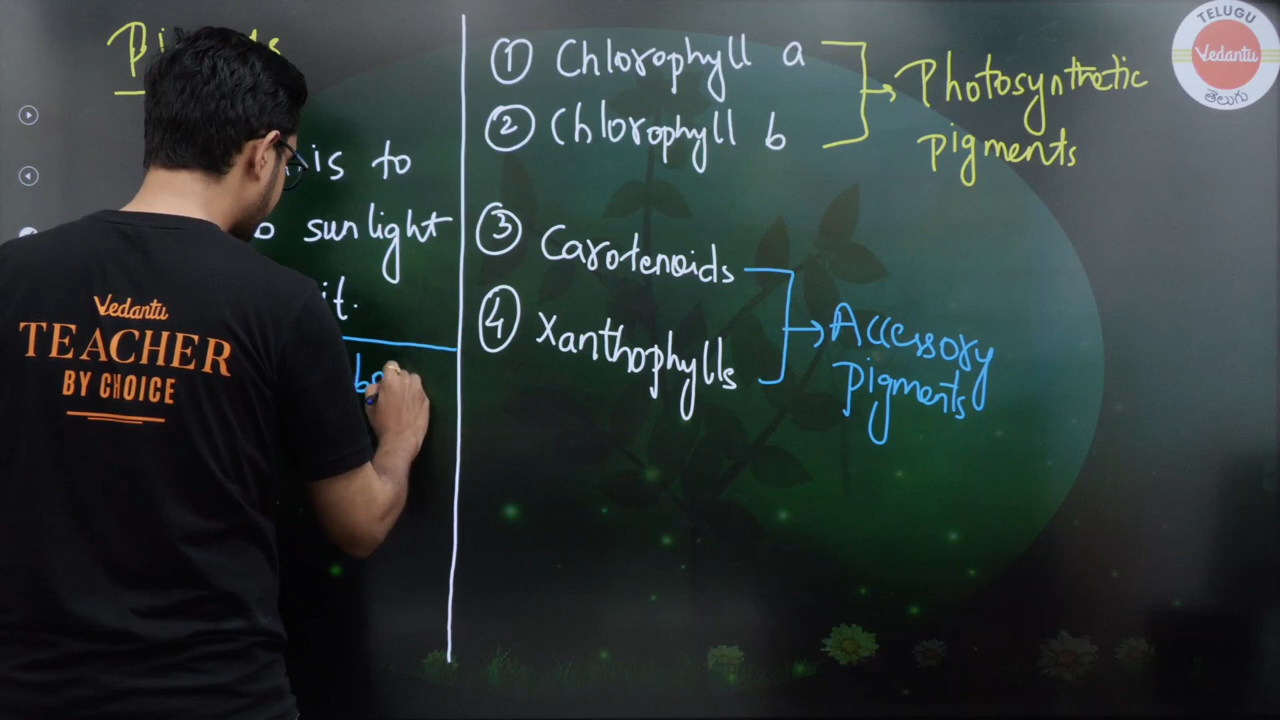 is to
sunlight
it.
① Chlorophyll a
② Chlorophyll b
Photosynthetic
pigments
③ Carotenoids
④ Xanthophylls
Accessory
pigments
Vedantu
TEACHER
BY CHOICE
TELUGU
Vedantu
తెలుగు